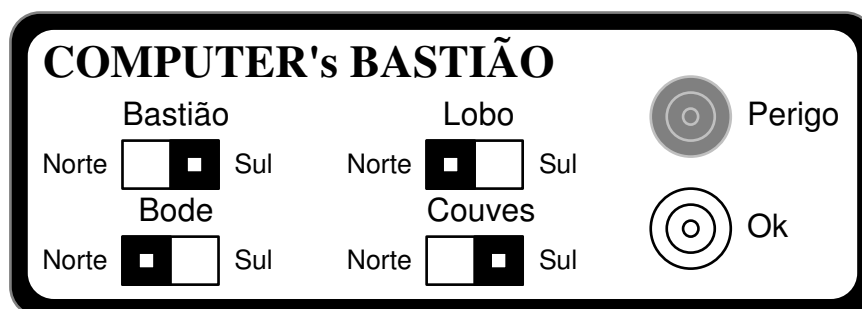 COMPUTER's BASTIÃO
Bastião
Norte Sul
Lobo
Norte Sul
Bode
Norte Sul
Couves
Norte Sul
Perigo
Ok